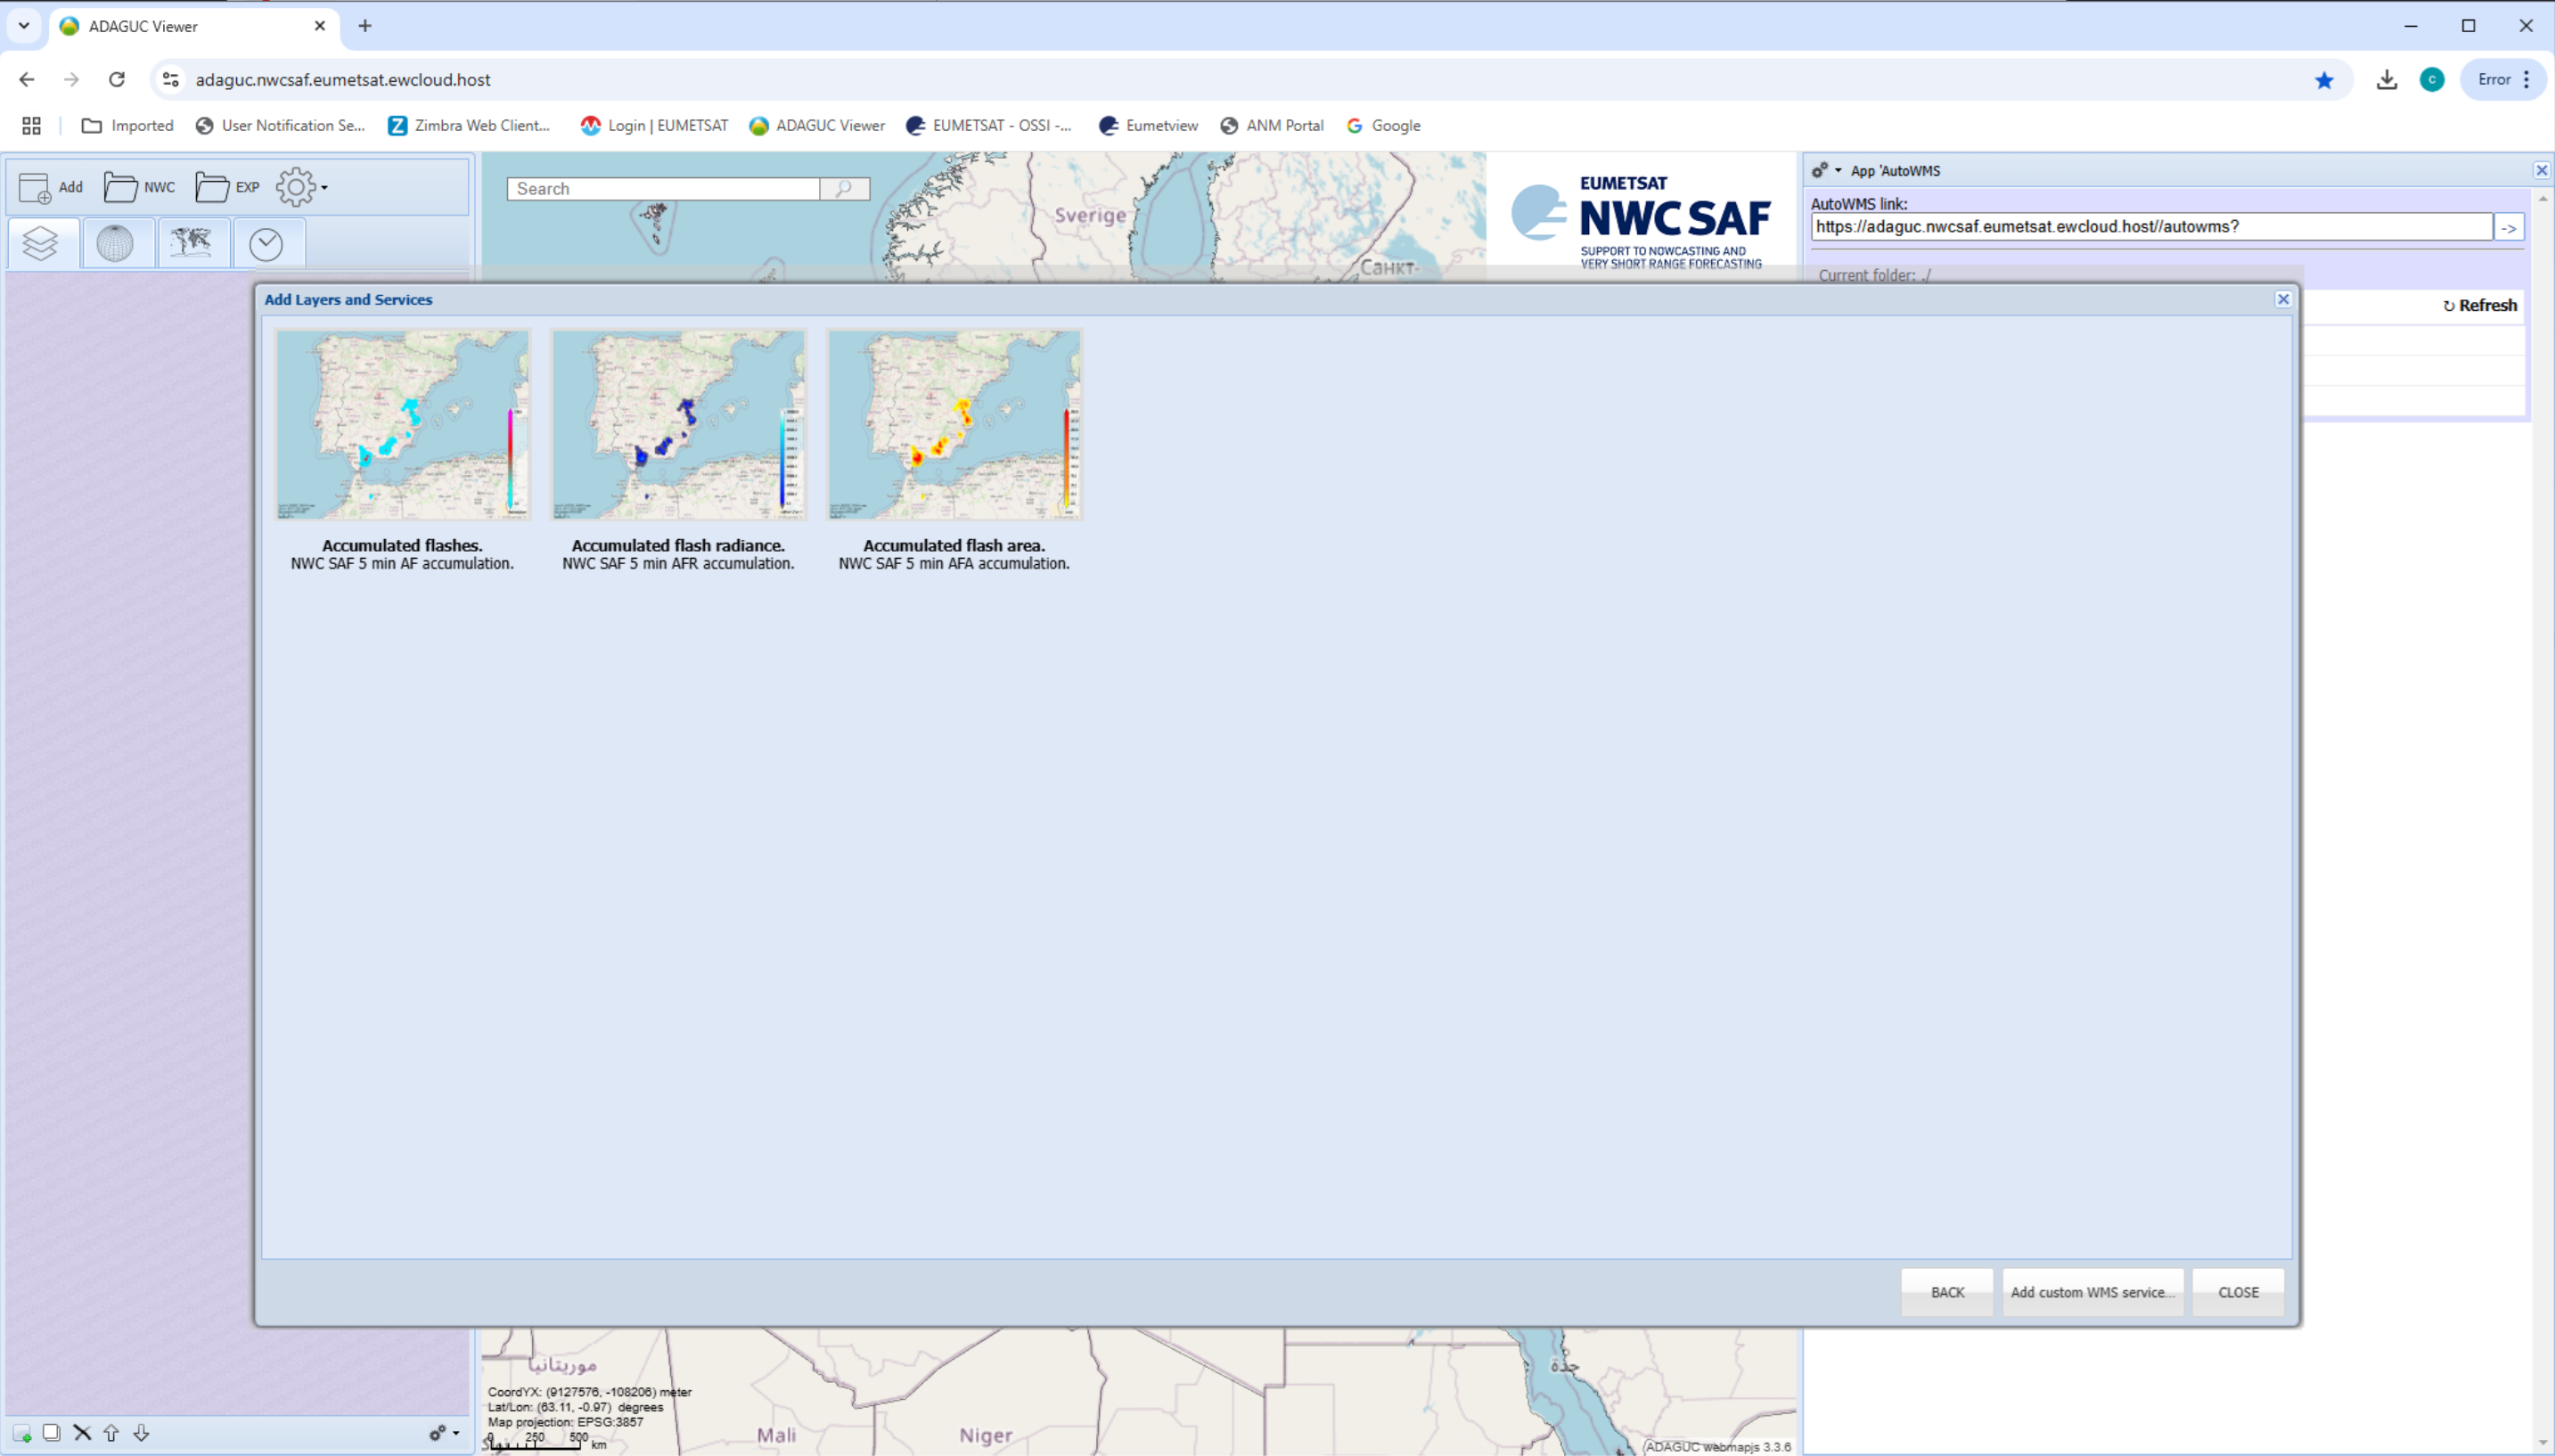 ADAGUC Viewer
adaguc.nwcsaf.eumetsat.ewcloud.host
Error
Imported
User Notification Se...
Zimbra Web Client...
Login | EUMETSAT
ADAGUC Viewer
EUMETSAT - OSSI -...
Eumetview
ANM Portal
Google
Add
NWC
EXP
Search
Sverige
Санкт-
EUMETSAT
NWC SAF
SUPPORT TO NOWCASTING AND
VERY SHORT RANGE FORECASTING
App 'AutoWMS
AutoWMS link:
https://adaguc.nwcsaf.eumetsat.ewcloud.host//autowms?
->
Current folder: ./
Refresh
Add Layers and Services
Accumulated flashes.
NWC SAF 5 min AF accumulation.
Accumulated flash radiance.
NWC SAF 5 min AFR accumulation.
Accumulated flash area.
NWC SAF 5 min AFA accumulation.
BACK
Add custom WMS service...
CLOSE
موريتانيا
جدة
CoordYX: (9127576, -108206) meter
Lat/Lon: (63.11, -0.97) degrees
Map projection: EPSG:3857
0 250 500 km
Mali
Niger
ADAGUC webmapjs 3.3.6